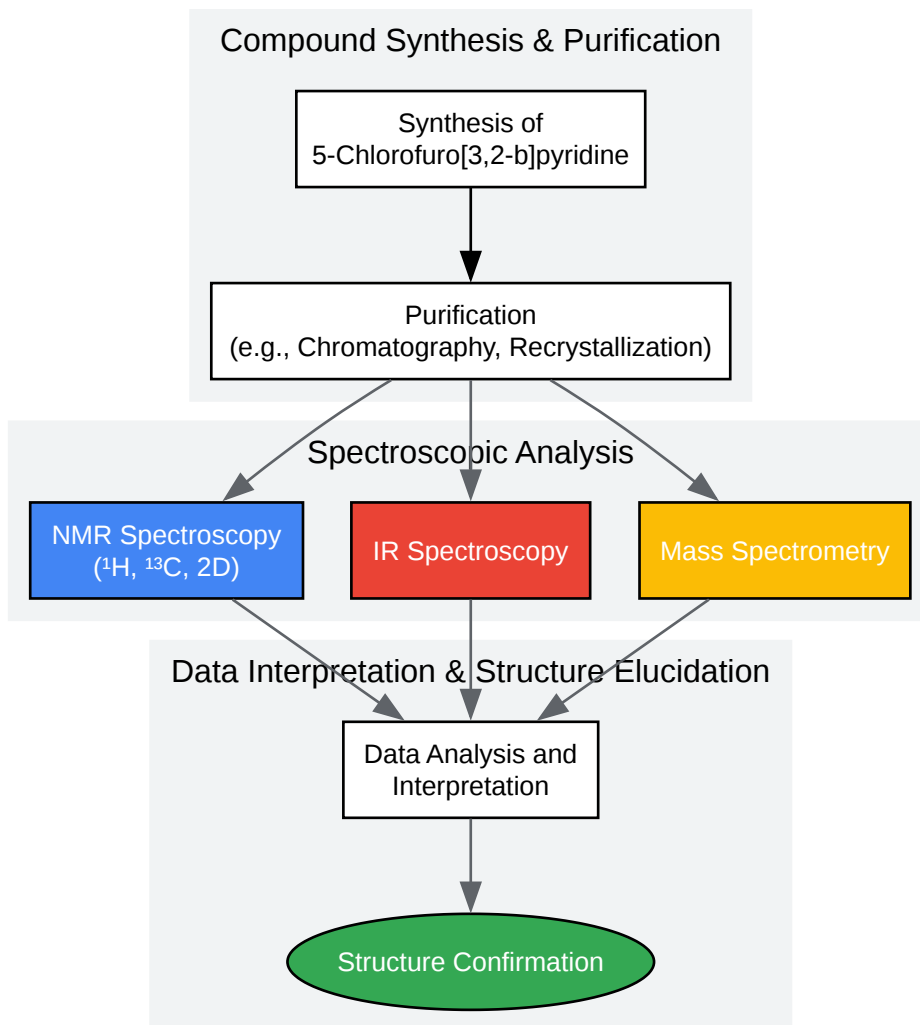 Compound Synthesis & Purification
Synthesis of
5-Chlorofuro[3,2-b]pyridine
Purification
(e.g., Chromatography, Recrystallization)
Spectroscopic Analysis
NMR Spectroscopy
(¹H, ¹³C, 2D)
IR Spectroscopy
Mass Spectrometry
Data Interpretation & Structure Elucidation
Data Analysis and
Interpretation
Structure Confirmation